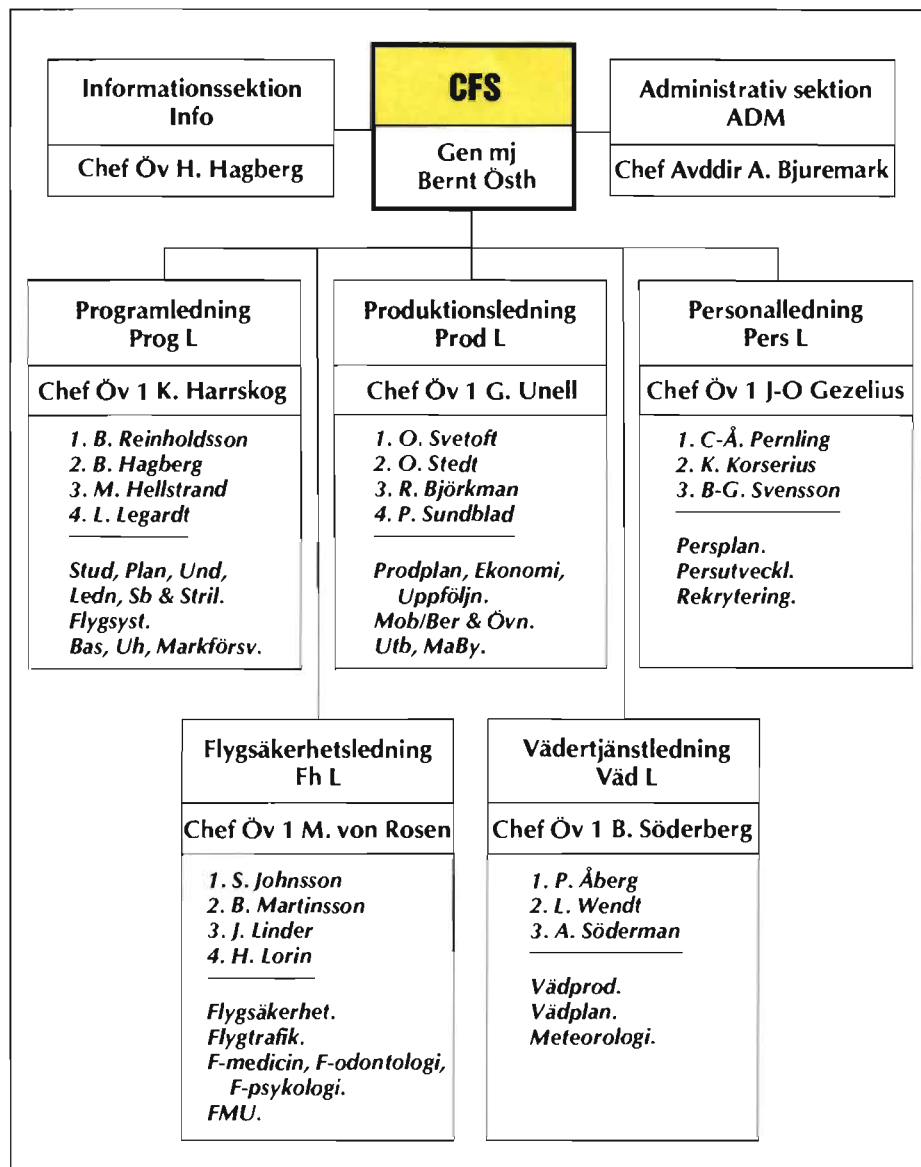 Informationssektion
Info
Chef Öv H. Hagberg
CFS
Gen mj
Bernt Östh
Administrativ sektion
ADM
Chef Avddir A. Bjuremark
Programledning
Prog L
Chef Öv 1 K. Harrskog
1. B. Reinholdsson
2. B. Hagberg
3. M. Hellstrand
4. L. Legardt
Stud, Plan, Und,
Ledn, Sb & Stril.
Flygsyst.
Bas, Uh, Markförsv.
Produktionsledning
Prod L
Chef Öv 1 G. Unell
1. O. Svetoft
2. O. Stedt
3. R. Björkman
4. P. Sundblad
Prodplan, Ekonomi,
Uppföljn.
Mob/Ber & Övn.
Utb, MaBy.
Personalledning
Pers L
Chef Öv 1 J-O Gezelius
1. C-Å. Pernling
2. K. Korserius
3. B-G. Svensson
Persplan.
Persutveckl.
Rekrytering.
Flygsäkerhetsledning
Fh L
Chef Öv 1 M. von Rosen
1. S. Johnsson
2. B. Martinsson
3. J. Linder
4. H. Lorin
Flygsäkerhet.
Flygtrafik.
F-medicin, F-odontologi,
F-psykologi.
FMU.
Vädertjänstledning
Väd L
Chef Öv 1 B. Söderberg
1. P. Åberg
2. L. Wendt
3. A. Söderman
Vädprod.
Vädplan.
Meteorologi.